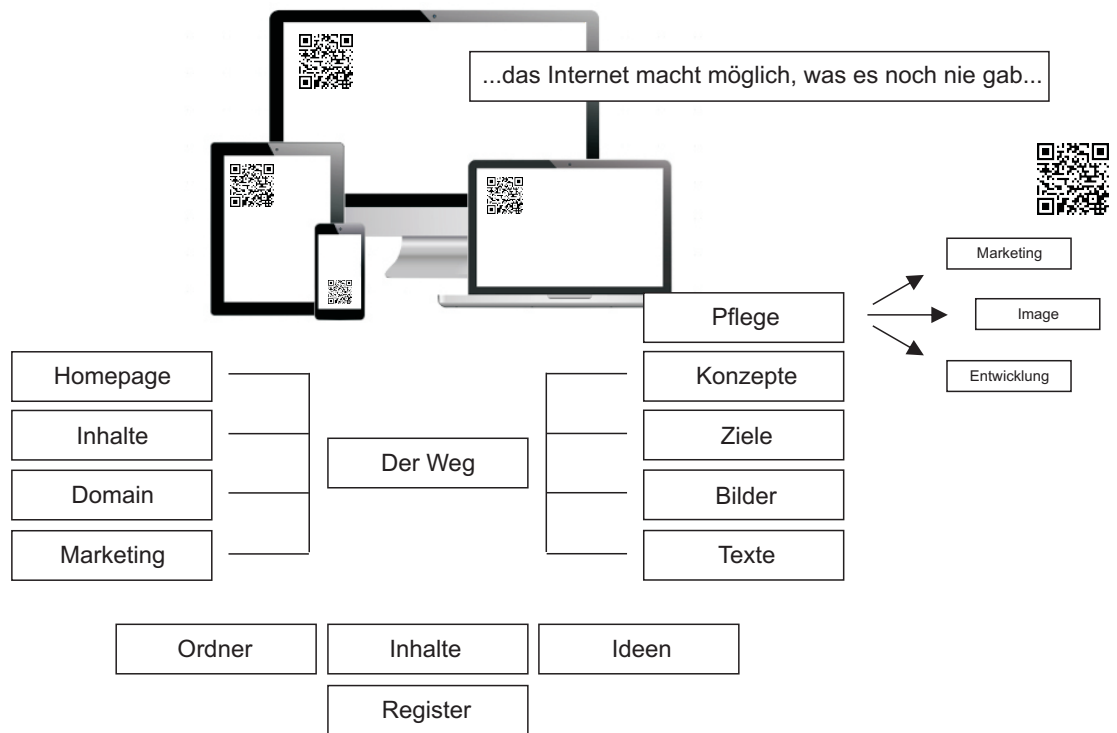 ...das Internet macht möglich, was es noch nie gab...
Marketing
Pflege
Image
Homepage
Konzepte
Entwicklung
Inhalte
Ziele
Der Weg
Domain
Bilder
Marketing
Texte
Ordner
Inhalte
Ideen
Register